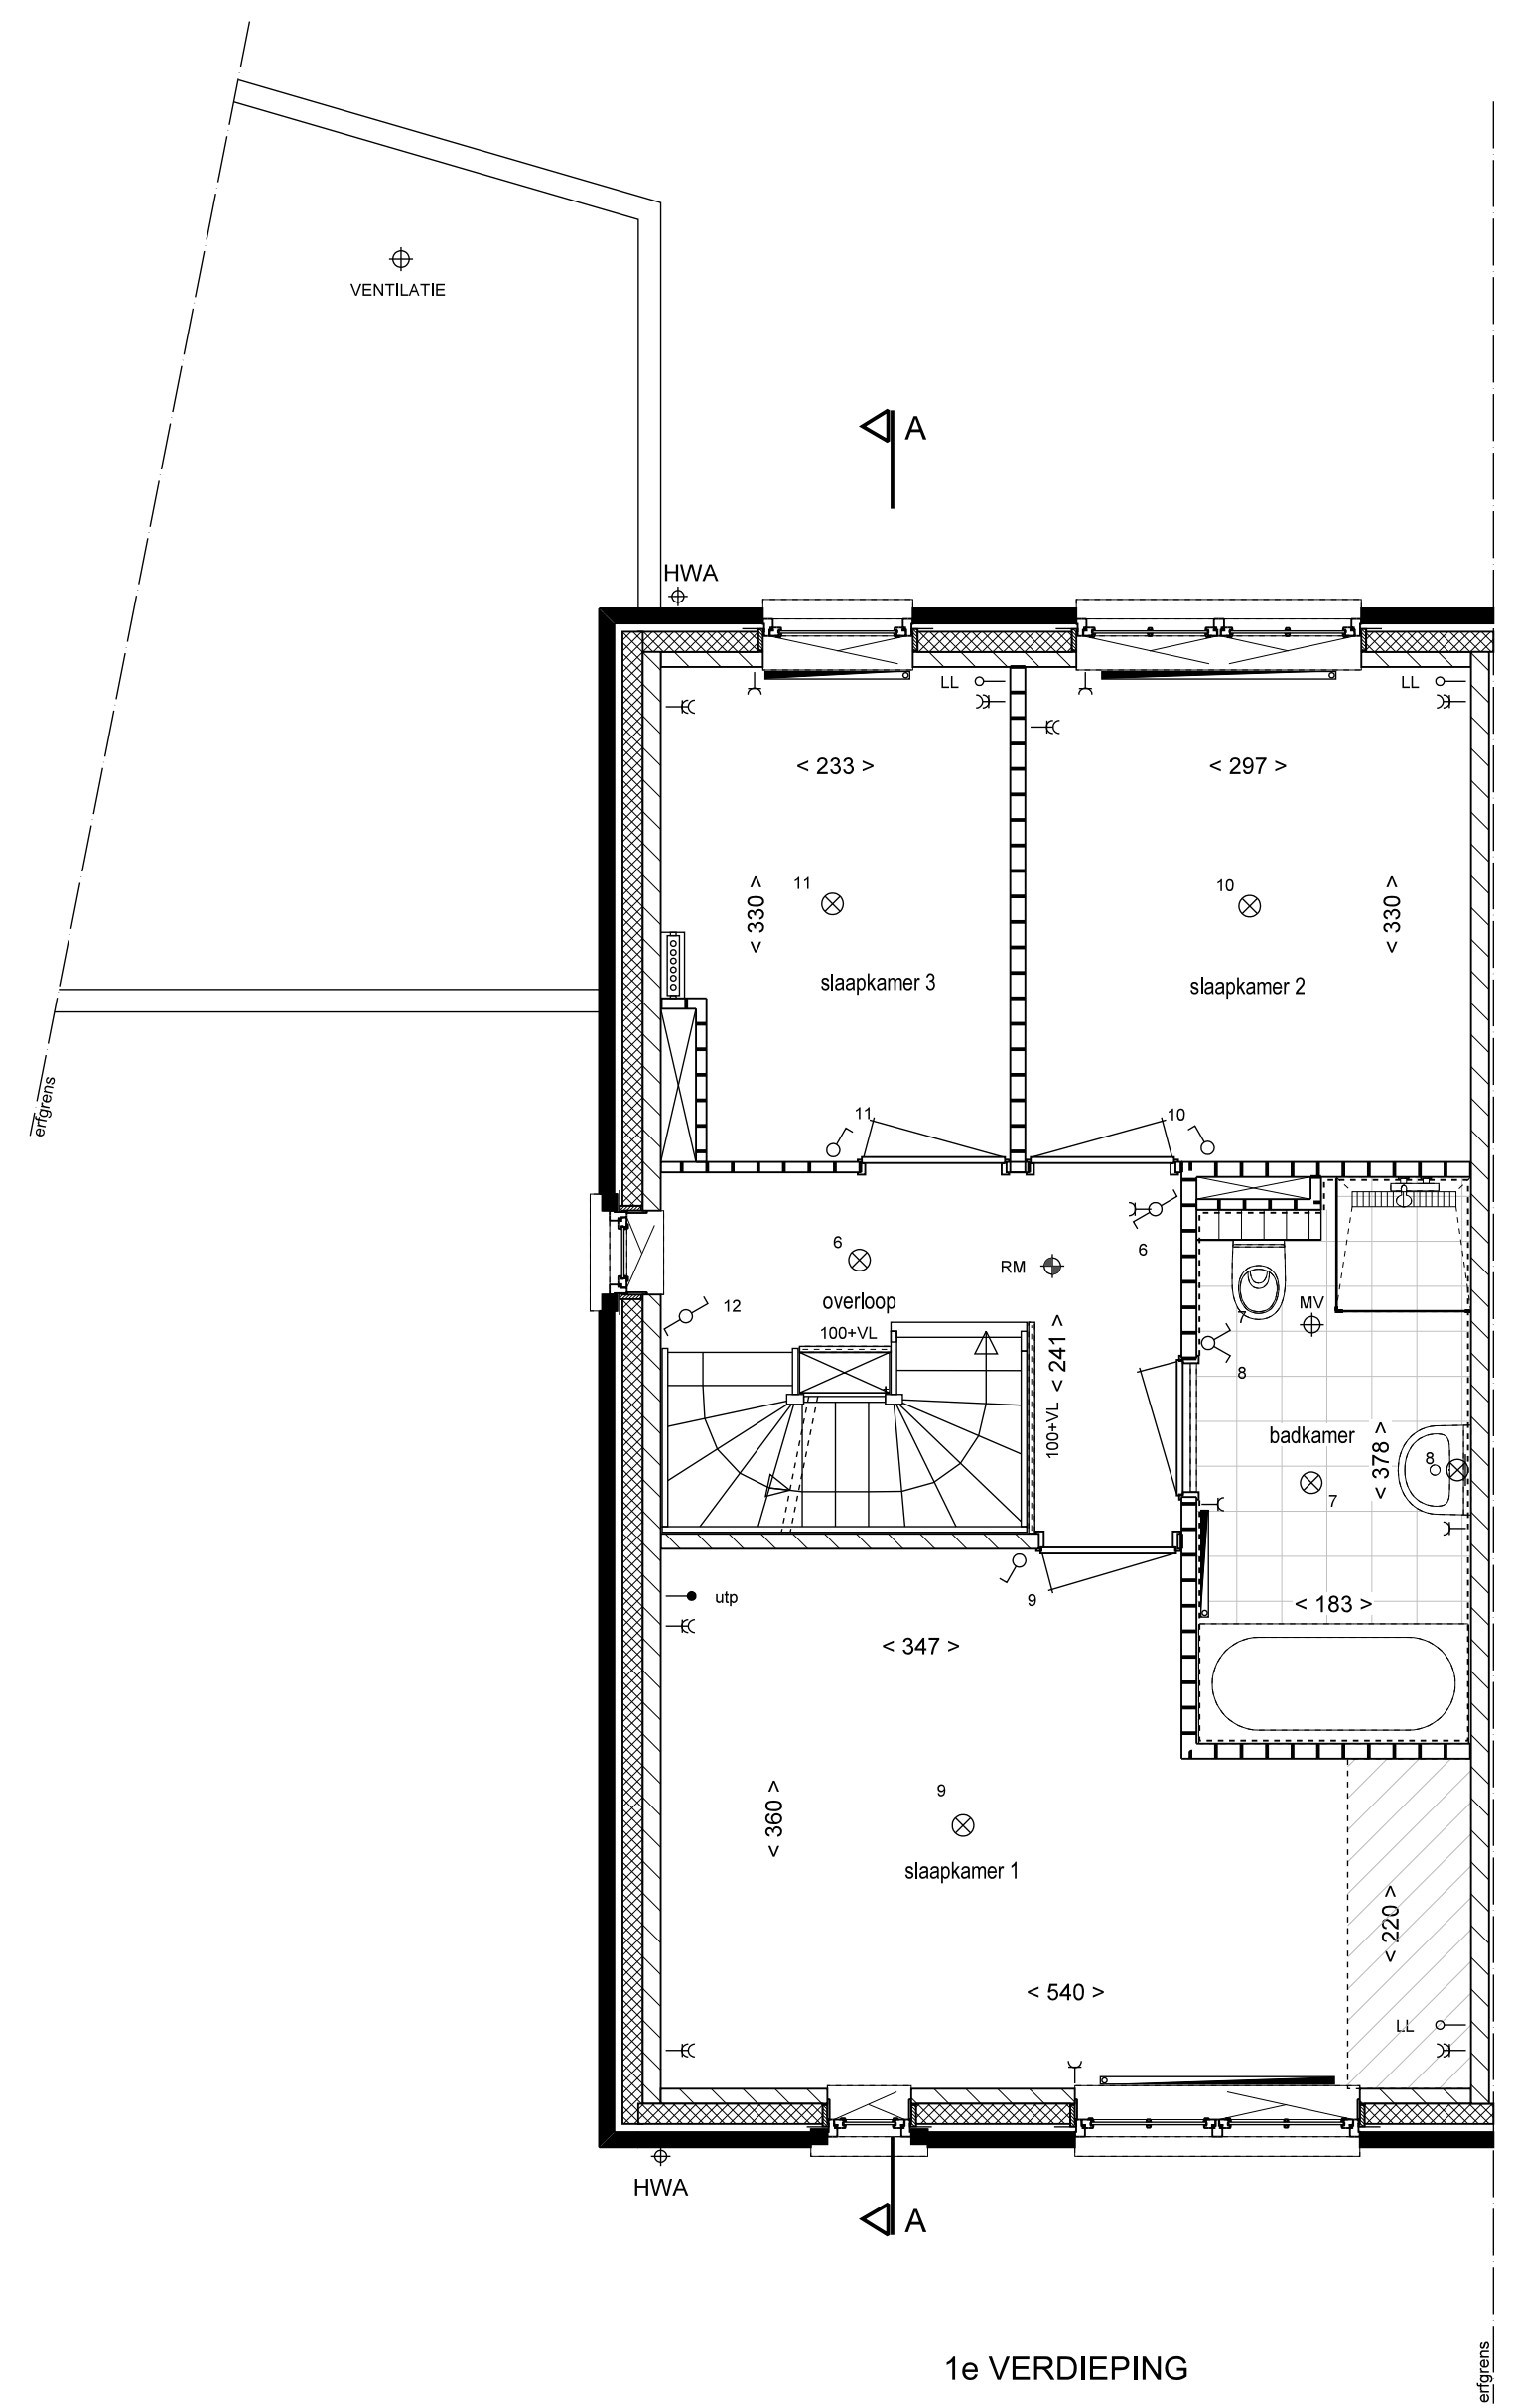 VENTILATIE
A
HWA
LL
LL
< 233 >
< 297 >
11
10
< 330 >
< 330 >
slaapkamer 3
slaapkamer 2
erfgrens
11
10
6
6
RM
overloop
12
100+VL
MV
7
8
< 241 >
100+VL
badkamer
< 378 >
8
7
9
utp
< 183 >
< 347 >
9
< 360 >
slaapkamer 1
< 220 >
< 540 >
LL
HWA
A
1e VERDIEPING
erfgrens